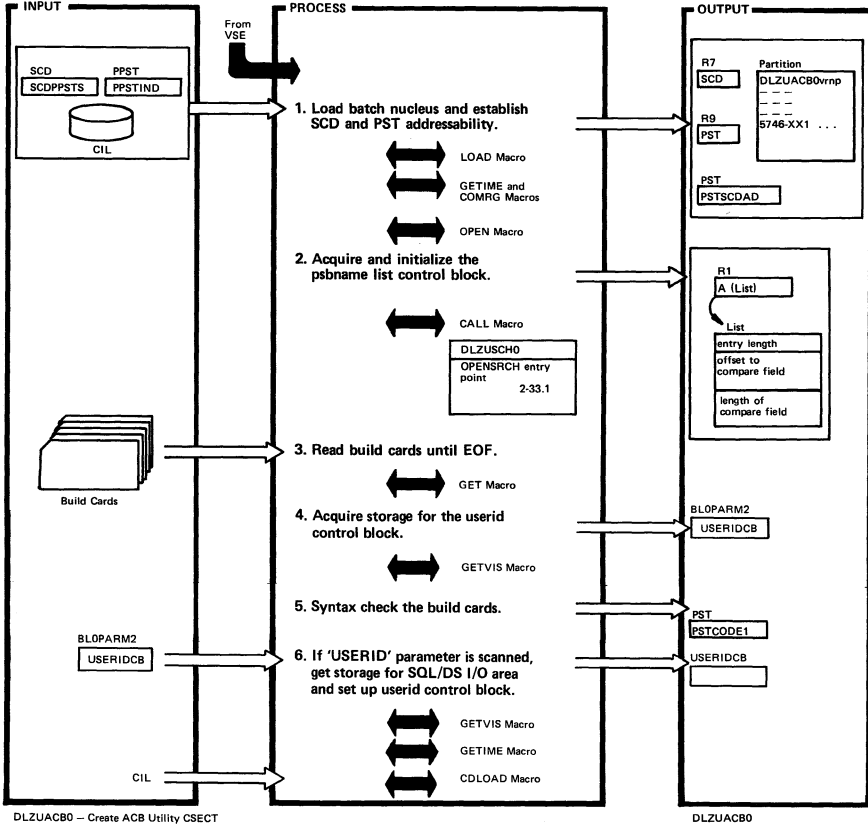 INPUT
PROCESS
OUTPUT
From
VSE
SCD
SCDPPSTS
PPST
PPSTIND
CIL
1. Load batch nucleus and establish
SCD and PST addressability.
LOAD Macro
GETIME and
COMRG Macros
OPEN Macro
R7
SCD
R9
PST
Partition
DLZUACB0vrnp
– – –
– – –
– – –
5746-XX1 . . .
PST
PSTSCDAD
2. Acquire and initialize the
psbname list control block.
CALL Macro
DLZUSCH0
OPENSRCH entry
point
2-33.1
R1
A (List)
List
entry length
offset to
compare field
length of
compare field
Build Cards
3. Read build cards until EOF.
GET Macro
4. Acquire storage for the userid
control block.
GETVIS Macro
BL0PARM2
USERIDCB
5. Syntax check the build cards.
PST
PSTCODE1
BL0PARM2
USERIDCB
6. If 'USERID' parameter is scanned,
get storage for SQL/DS I/O area
and set up userid control block.
USERIDCB
GETVIS Macro
GETIME Macro
CIL
CDLOAD Macro
DLZUACB0 – Create ACB Utility CSECT
DLZUACB0